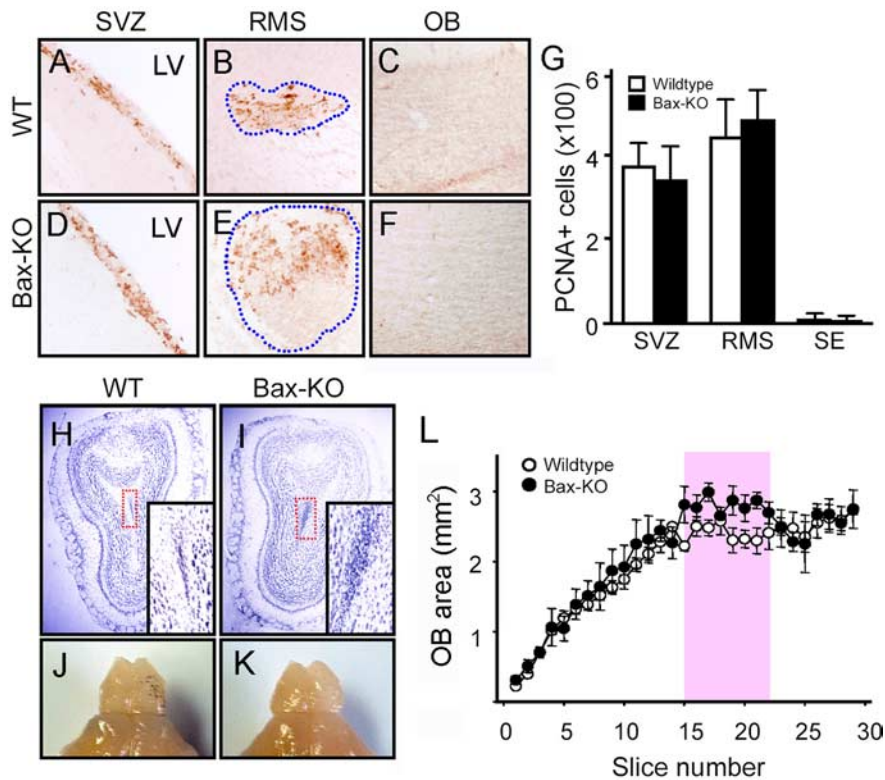 SVZ RMS OB
WT
A LV
B
C
Bax-KO
D LV
E
F
G
PCNA+ cells (x100)
6
4
2
0
Wildtype
Bax-KO
SVZ RMS SE
WT Bax-KO
H
I
J
K
L
OB area (mm²)
3
2
1
Wildtype
Bax-KO
0 5 10 15 20 25 30
Slice number